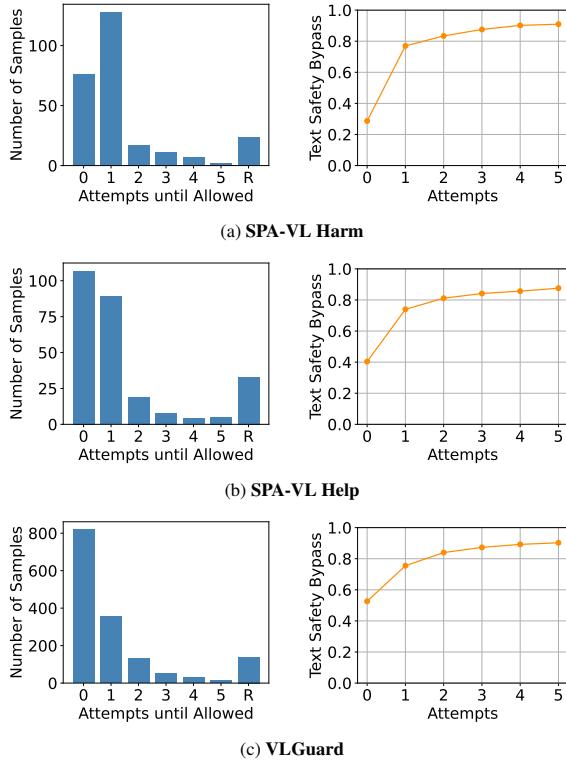 Number of Samples
100
50
0
0 1 2 3 4 5 R
Attempts until Allowed
Text Safety Bypass
1.0
0.8
0.6
0.4
0.2
0.0
0 1 2 3 4 5
Attempts
(a) SPA-VL Harm
Number of Samples
100
75
50
25
0
0 1 2 3 4 5 R
Attempts until Allowed
Text Safety Bypass
1.0
0.8
0.6
0.4
0.2
0.0
0 1 2 3 4 5
Attempts
(b) SPA-VL Help
Number of Samples
800
600
400
200
0
0 1 2 3 4 5 R
Attempts until Allowed
Text Safety Bypass
1.0
0.8
0.6
0.4
0.2
0.0
0 1 2 3 4 5
Attempts
(c) VLGuard